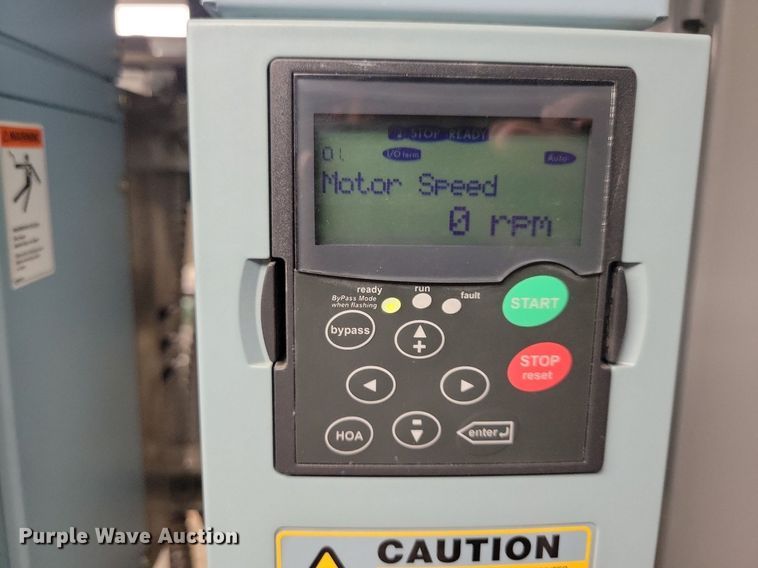 WARNING
STOP READY
I/O term
Auto
Motor Speed
0 rpm
ready
run
fault
ByPass Mode
when flashing
START
bypass
+
STOP
reset
HOA
enter
CAUTION
Purple Wave Auction®